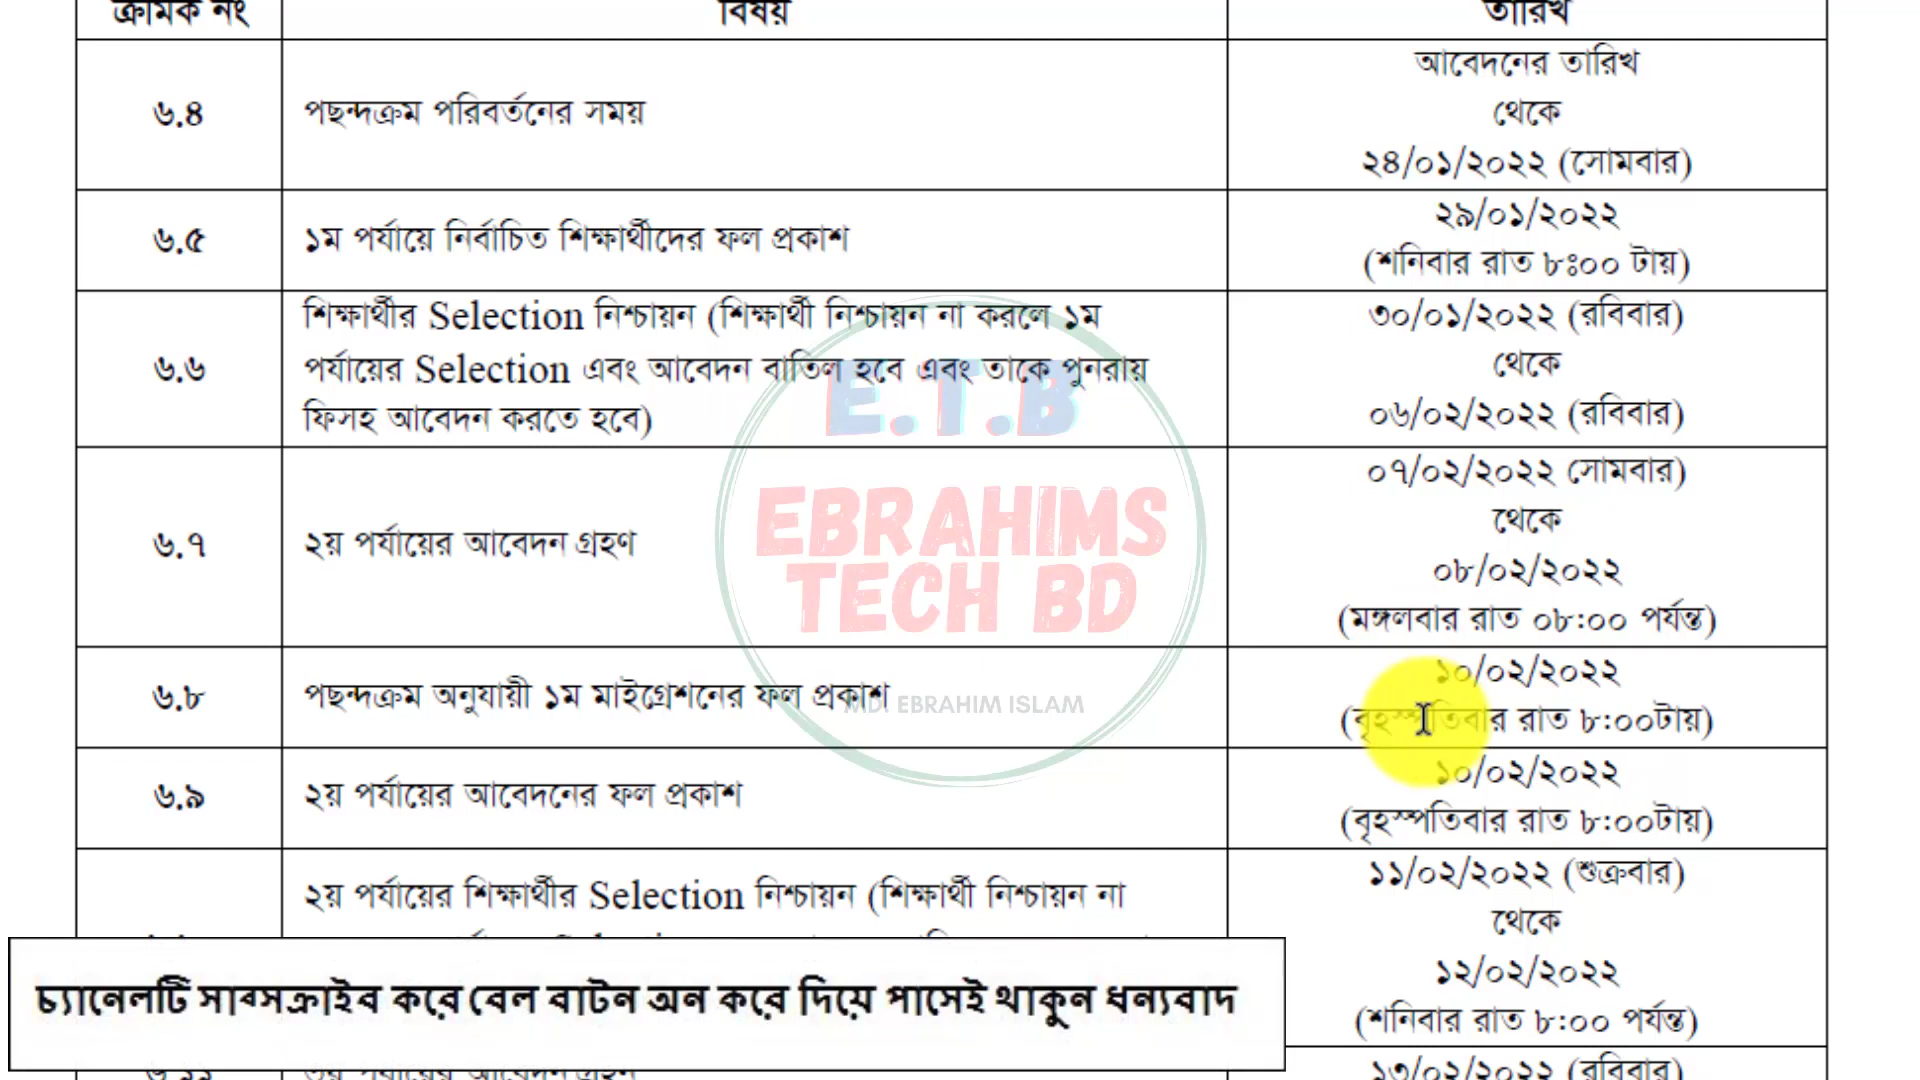 ক্রমিক নং
বিষয়
তারিখ
৬.৪
পছন্দক্রম পরিবর্তনের সময়
আবেদনের তারিখ
থেকে
২৪/০১/২০২২ (সোমবার)
৬.৫
১ম পর্যায়ে নির্বাচিত শিক্ষার্থীদের ফল প্রকাশ
২৯/০১/২০২২
(শনিবার রাত ৮ঃ০০ টায়)
৬.৬
শিক্ষার্থীর Selection নিশ্চায়ন (শিক্ষার্থী নিশ্চায়ন না করলে ১ম
পর্যায়ের Selection এবং আবেদন বাতিল হবে এবং তাকে পুনরায়
ফিসহ আবেদন করতে হবে)
৩০/০১/২০২২ (রবিবার)
থেকে
০৬/০২/২০২২ (রবিবার)
E.T.B
EBRAHIMS
TECH BD
MD. EBRAHIM ISLAM
৬.৭
২য় পর্যায়ের আবেদন গ্রহণ
০৭/০২/২০২২ সোমবার)
থেকে
০৮/০২/২০২২
(মঙ্গলবার রাত ০৮:০০ পর্যন্ত)
৬.৮
পছন্দক্রম অনুযায়ী ১ম মাইগ্রেশনের ফল প্রকাশ
১০/০২/২০২২
(বৃহস্পতিবার রাত ৮:০০টায়)
৬.৯
২য় পর্যায়ের আবেদনের ফল প্রকাশ
১০/০২/২০২২
(বৃহস্পতিবার রাত ৮:০০টায়)
২য় পর্যায়ের শিক্ষার্থীর Selection নিশ্চায়ন (শিক্ষার্থী নিশ্চায়ন না
১১/০২/২০২২ (শুক্রবার)
থেকে
১২/০২/২০২২
(শনিবার রাত ৮:০০ পর্যন্ত)
চ্যানেলটি সাবসক্রাইব করে বেল বাটন অন করে দিয়ে পাসেই থাকুন ধন্যবাদ
১৩/০২/২০২২ (রবিবার)